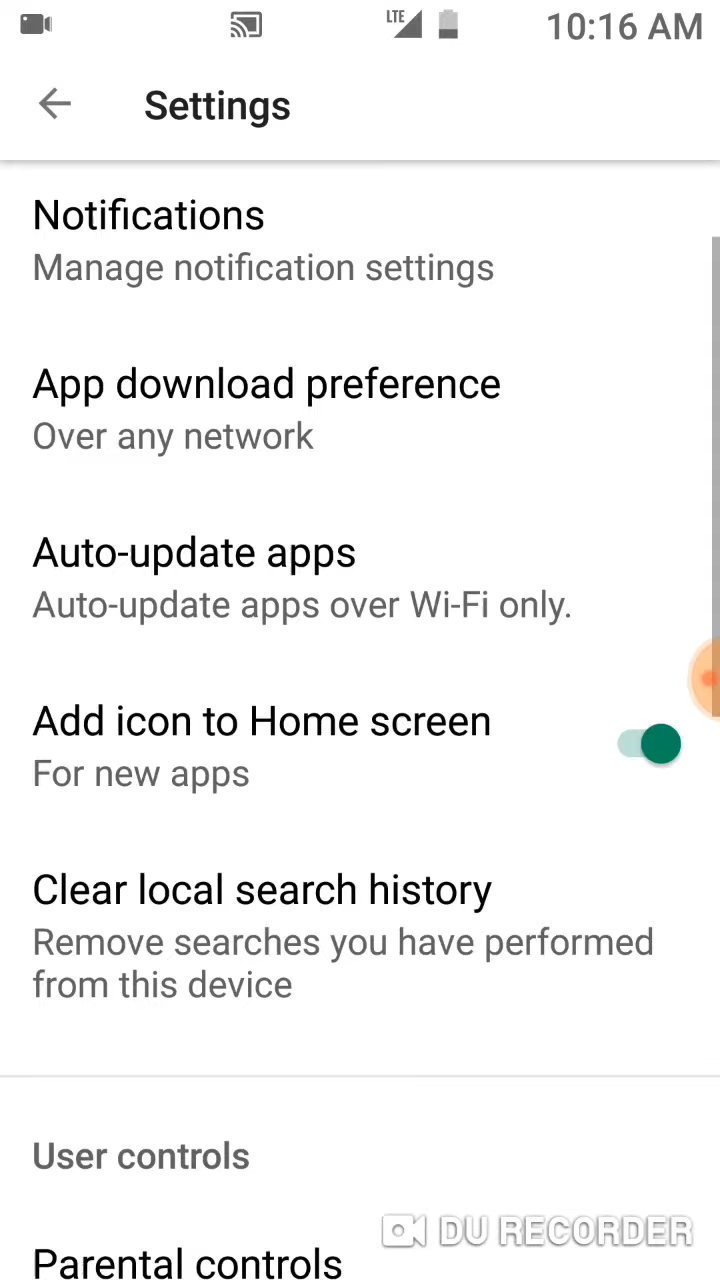 LTE 10:16 AM
Settings
Notifications
Manage notification settings
App download preference
Over any network
Auto-update apps
Auto-update apps over Wi-Fi only.
Add icon to Home screen
For new apps
Clear local search history
Remove searches you have performed
from this device
User controls
DU RECORDER
Parental controls